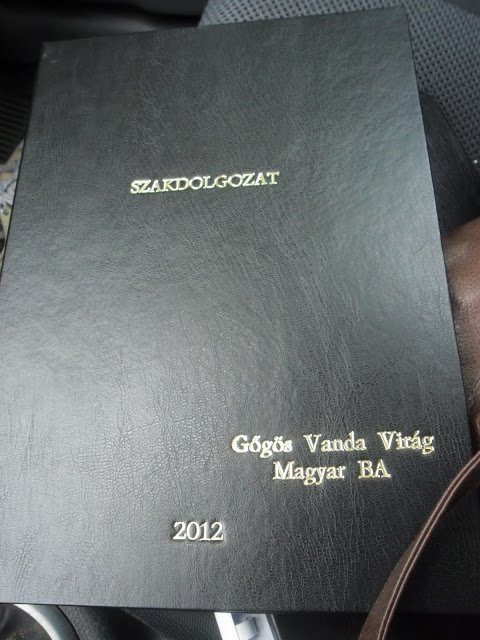 SZAKDOLGOZAT
Gőgös Vanda Virág
Magyar BA
2012